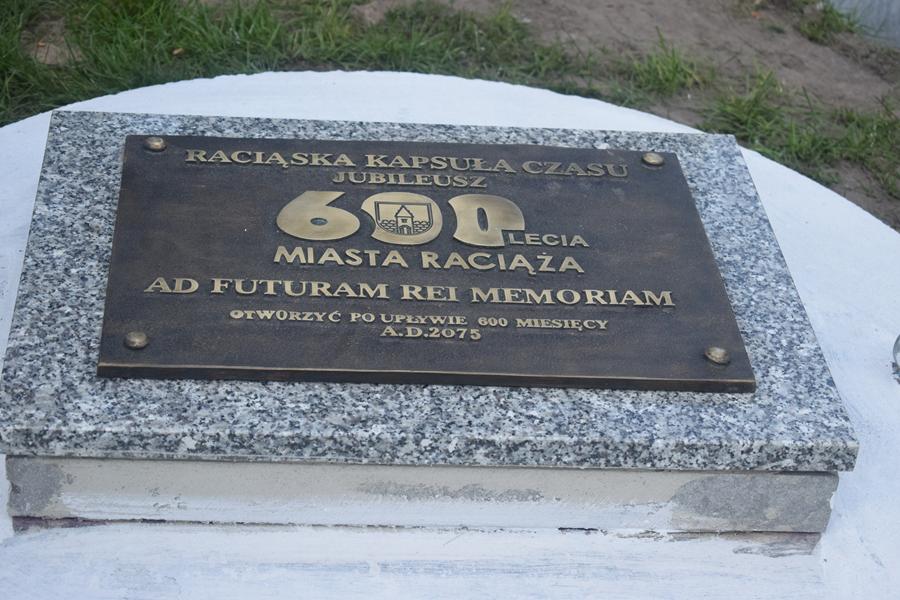 RACIĄSKA KAPSUŁA CZASU
JUBILEUSZ
600 LECIA
MIASTA RACIĄŻA
AD FUTURAM REI MEMORIAM
OTWORZYĆ PO UPŁYWIE 600 MIESIĘCY
A.D.2075